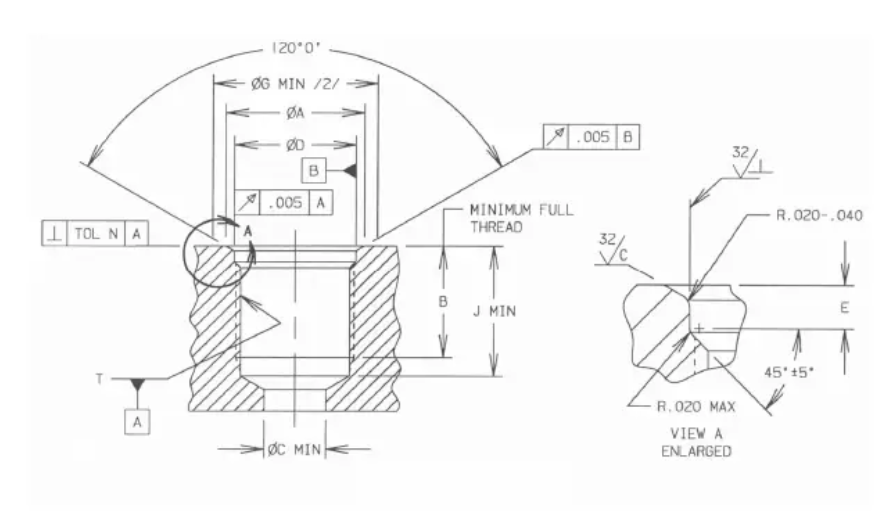 120°0'
ØG MIN /2/
ØA
ØD
B
.005 B
.005 A
⊥ TOL N A
A
MINIMUM FULL
THREAD
B
J MIN
T
A
ØC MIN
32
⊥
R.020-.040
32
C
E
45°±5°
R.020 MAX
VIEW A
ENLARGED